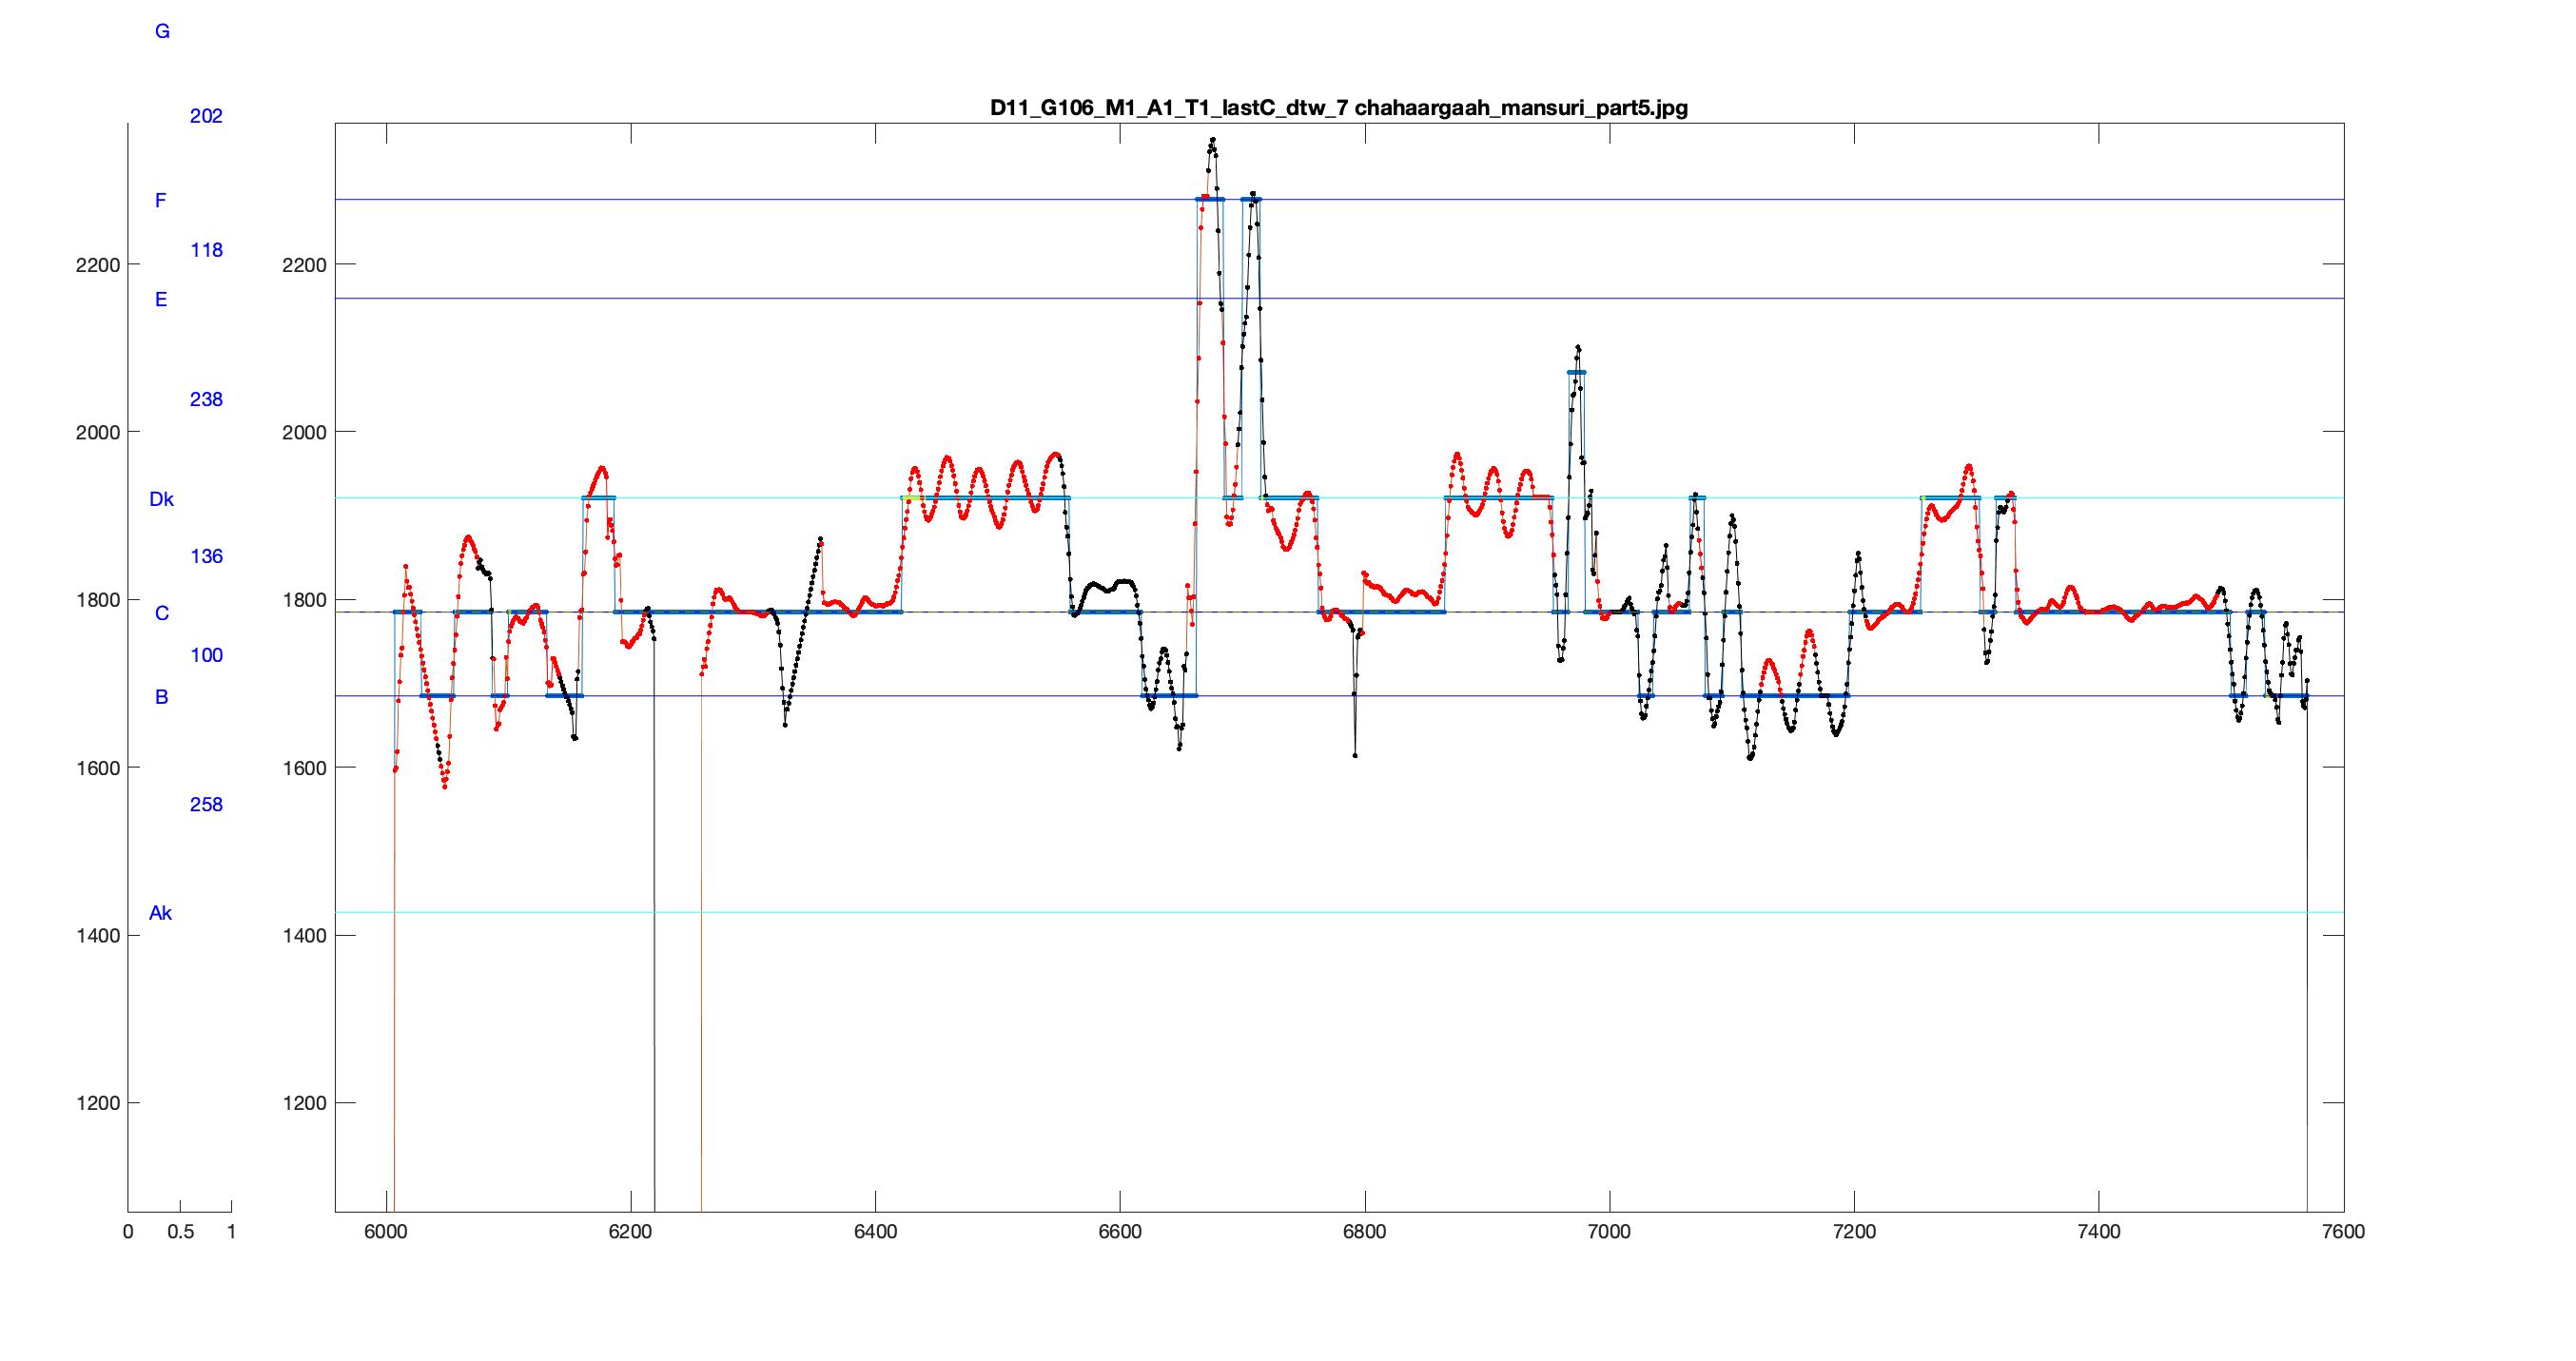 G
202
D11_G106_M1_A1_T1_lastC_dtw_7 chahaargaah_mansuri_part5.jpg
F
118
2200 2200
E
238
2000 2000
Dk
136
1800 1800
C
100
B
1600 1600
258
Ak
1400 1400
1200 1200
0 0.5 1 6000 6200 6400 6600 6800 7000 7200 7400 7600